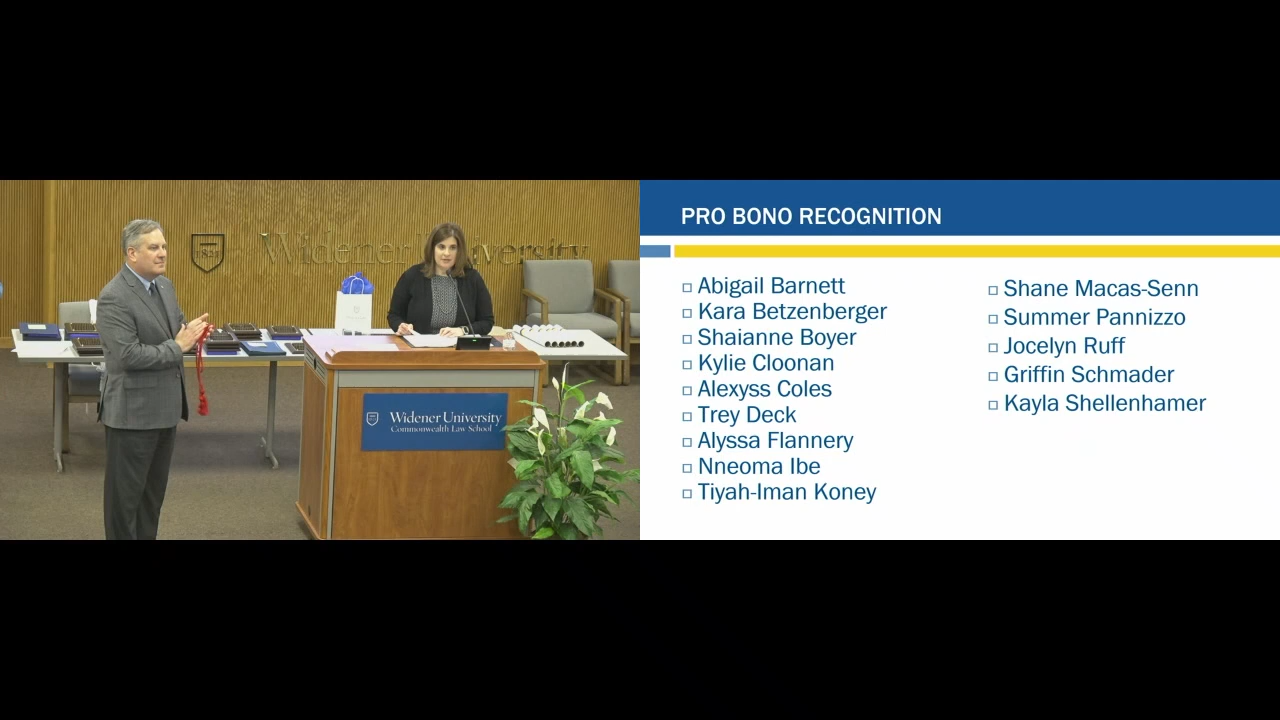 1821
Widener University
Widener University
Commonwealth Law School
PRO BONO RECOGNITION
Abigail Barnett
Kara Betzenberger
Shaianne Boyer
Kylie Cloonan
Alexyss Coles
Trey Deck
Alyssa Flannery
Nneoma Ibe
Tiyah-Iman Koney
Shane Macas-Senn
Summer Pannizzo
Jocelyn Ruff
Griffin Schmader
Kayla Shellenhamer